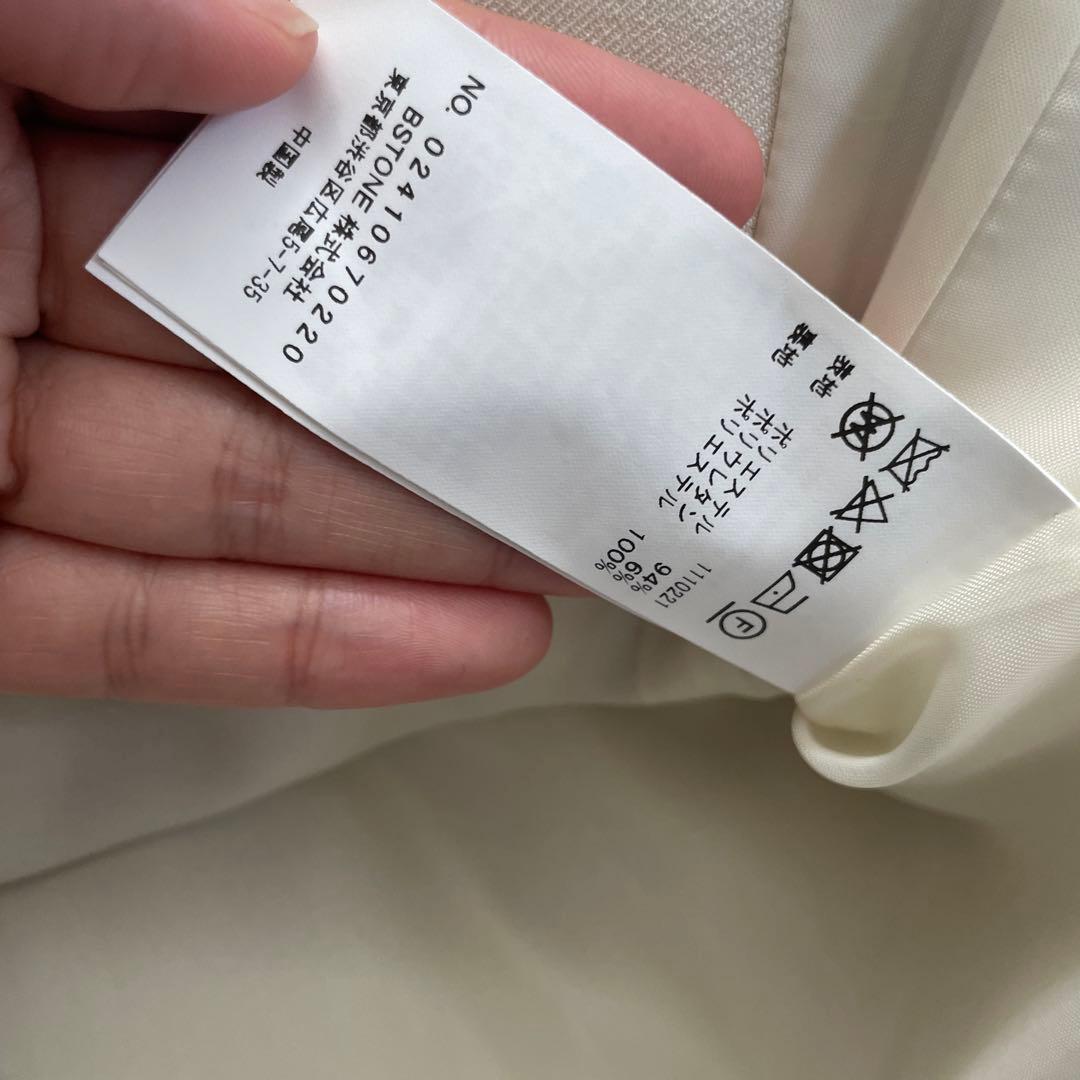 表地 ポリエステル 94%
ポリウレタン 6%
裏地 ポリエステル 100%
1110221
W
F
NO. 02410670220
BSTONE 株式会社
東京都渋谷区広尾5-7-35
中国製